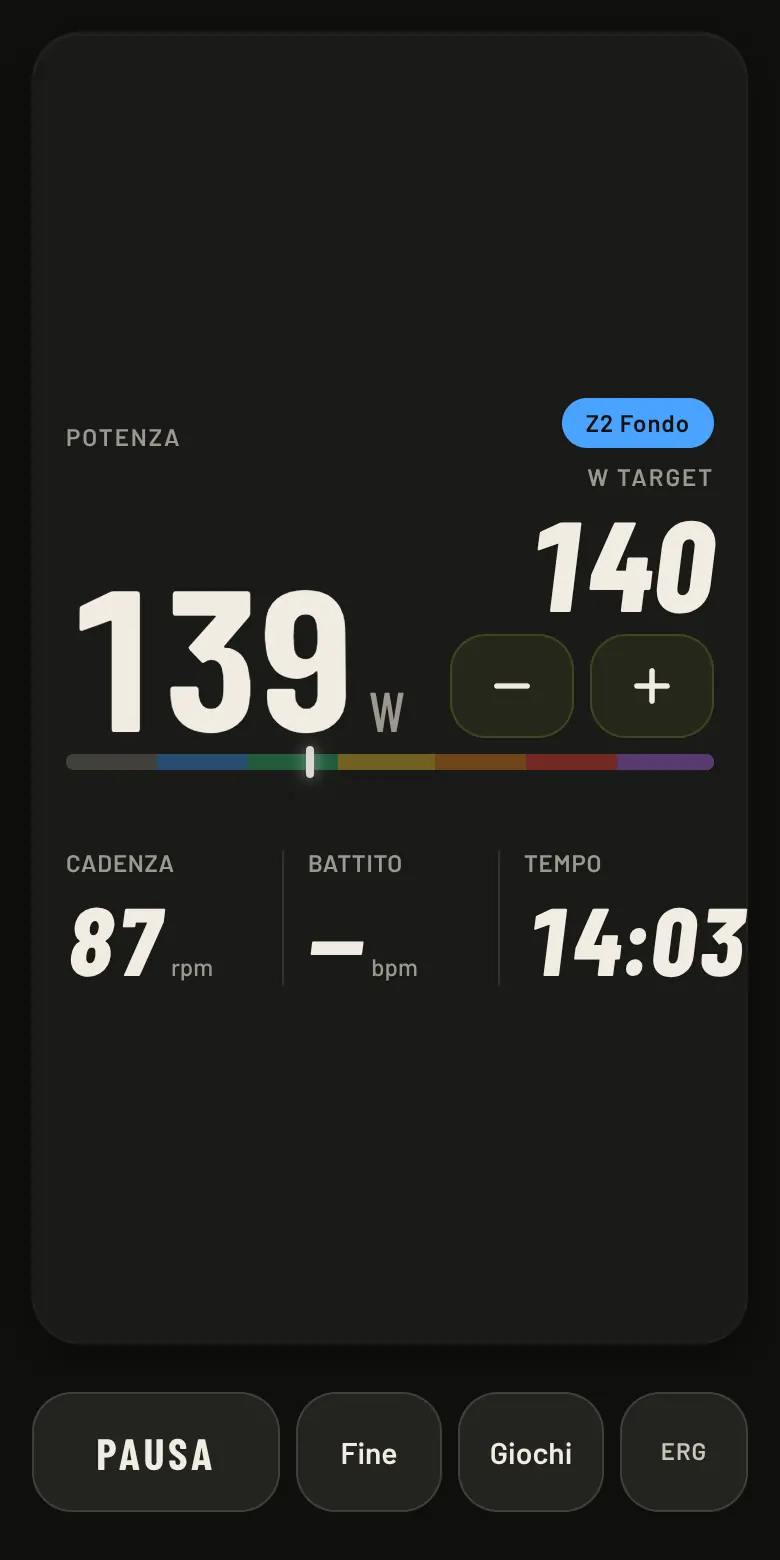 POTENZA
Z2 Fondo
W TARGET
140
139 W
− +
CADENZA
87 rpm
BATTITO
– bpm
TEMPO
14:03
PAUSA
Fine
Giochi
ERG